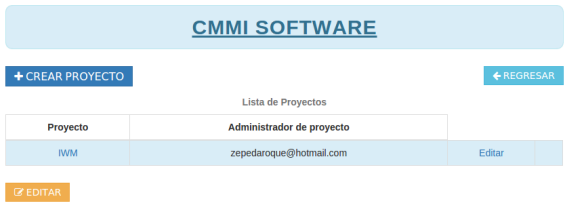 CMMI SOFTWARE
CREAR PROYECTO
REGRESAR
Lista de Proyectos
Proyecto Administrador de proyecto
IWM zepedaroque@hotmail.com Editar
EDITAR